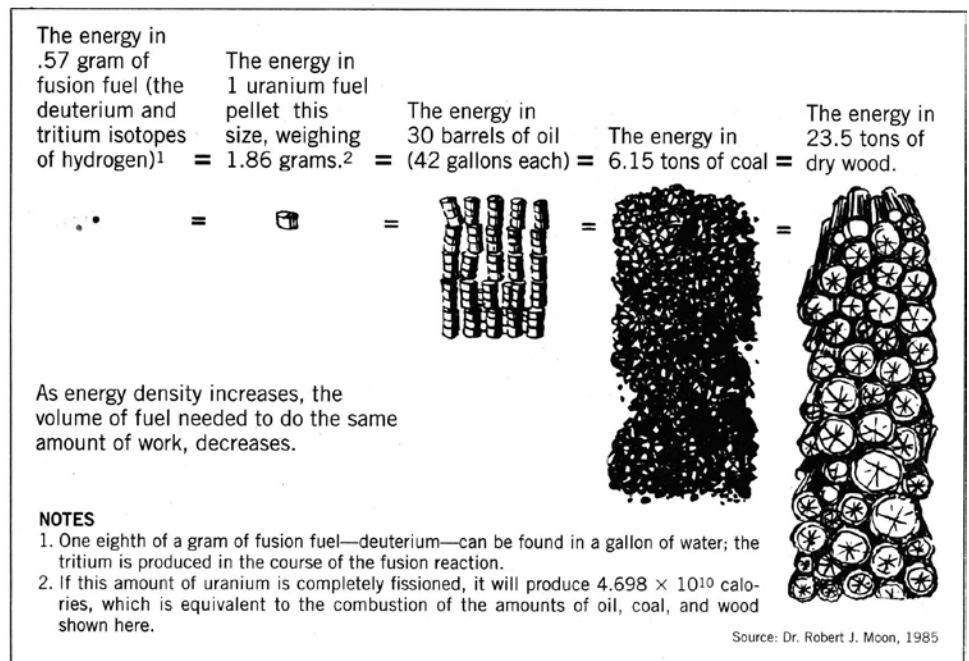 The energy in
.57 gram of
fusion fuel (the
deuterium and
tritium isotopes
of hydrogen)¹
=
The energy in
1 uranium fuel
pellet this
size, weighing
1.86 grams.²
=
The energy in
30 barrels of oil
(42 gallons each)
=
The energy in
6.15 tons of coal
=
The energy in
23.5 tons of
dry wood.
=
=
=
=
As energy density increases, the
volume of fuel needed to do the same
amount of work, decreases.
NOTES
1. One eighth of a gram of fusion fuel—deuterium—can be found in a gallon of water; the
tritium is produced in the course of the fusion reaction.
2. If this amount of uranium is completely fissioned, it will produce 4.698 × 10¹⁰ calo-
ries, which is equivalent to the combustion of the amounts of oil, coal, and wood
shown here.
Source: Dr. Robert J. Moon, 1985